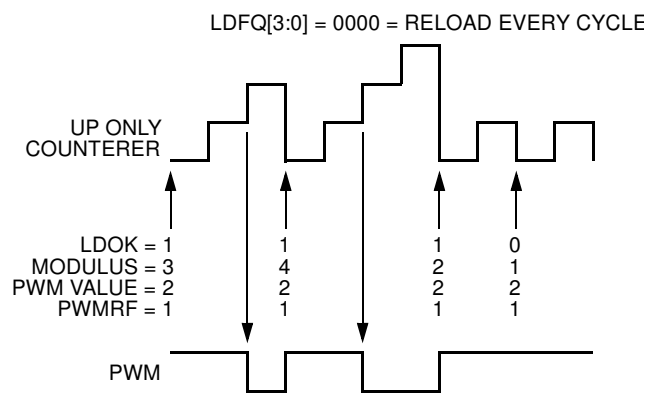 LDFQ[3:0] = 0000 = RELOAD EVERY CYCLE
UP ONLY
COUNTERER
LDOK = 1 1 1 0
MODULUS = 3 4 2 1
PWM VALUE = 2 2 2 2
PWMRF = 1 1 1 1
PWM